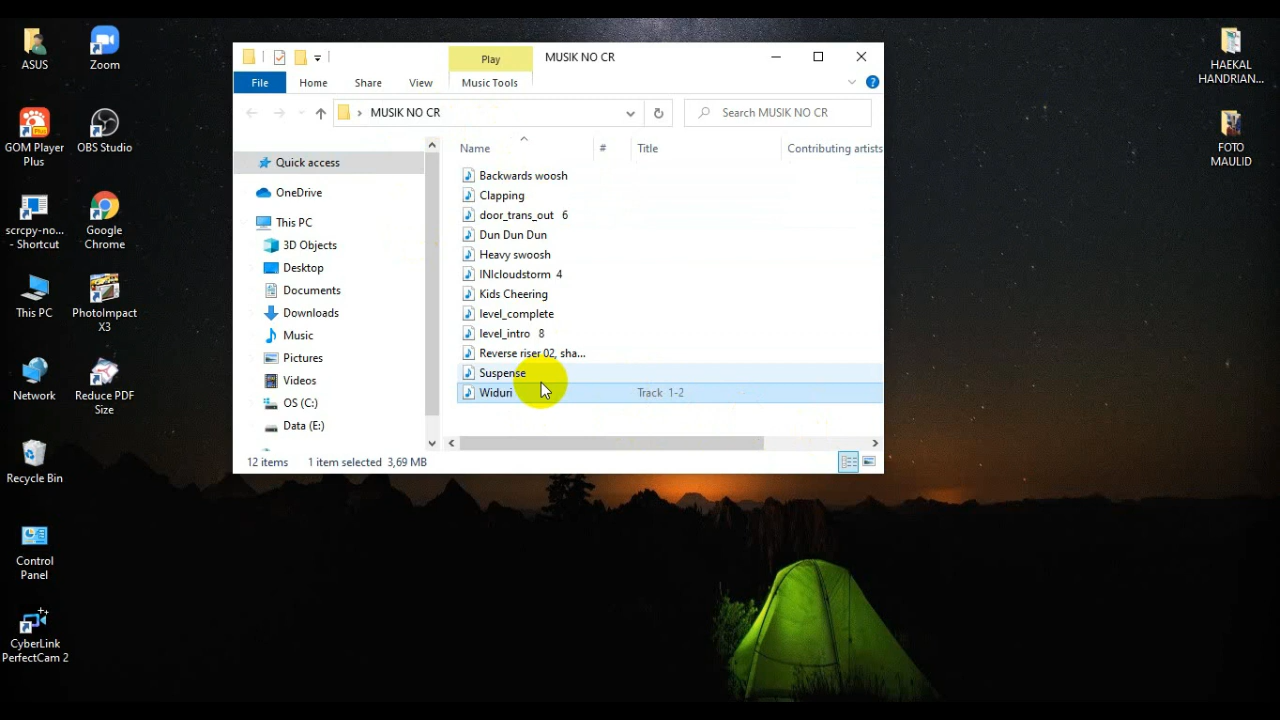 ASUS
Zoom
GOM Player
Plus
OBS Studio
scrcpy-no...
- Shortcut
Google
Chrome
This PC
PhotoImpact
X3
Network
Reduce PDF
Size
Recycle Bin
Control
Panel
CyberLink
PerfectCam 2
Play
MUSIK NO CR
File
Home
Share
View
Music Tools
MUSIK NO CR
Search MUSIK NO CR
Quick access
OneDrive
This PC
3D Objects
Desktop
Documents
Downloads
Music
Pictures
Videos
OS (C:)
Data (E:)
Name
#
Title
Contributing artists
Backwards woosh
Clapping
door_trans_out 6
Dun Dun Dun
Heavy swoosh
INIcloudstorm 4
Kids Cheering
level_complete
level_intro 8
Reverse riser 02, sha...
Suspense
Widuri Track 1-2
12 items 1 item selected 3,69 MB
HAEKAL
HANDRIAN...
FOTO
MAULID